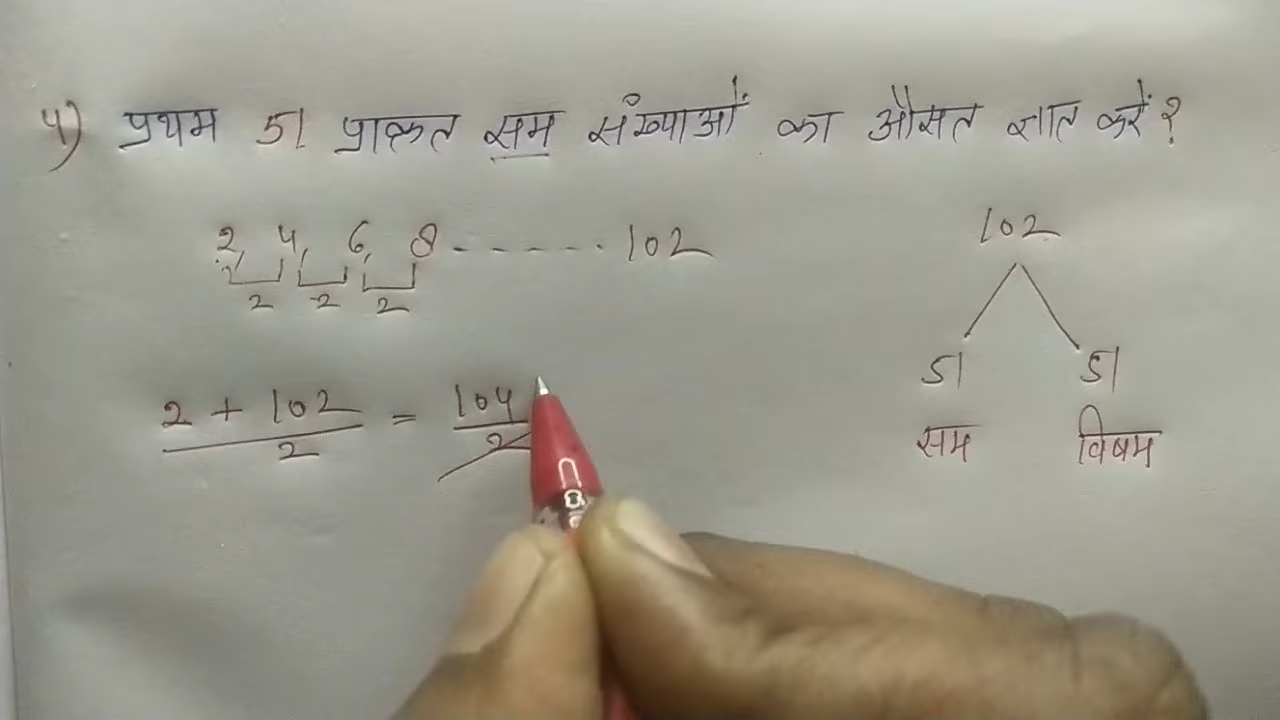 4) प्रथम 51 प्राकृत सम संख्याओं का औसत ज्ञात करें ?
2, 4, 6, 8 - - - - - - . 102
2 2 2
2 + 102 / 2 = 104 / 2
102
51 51
सम विषम